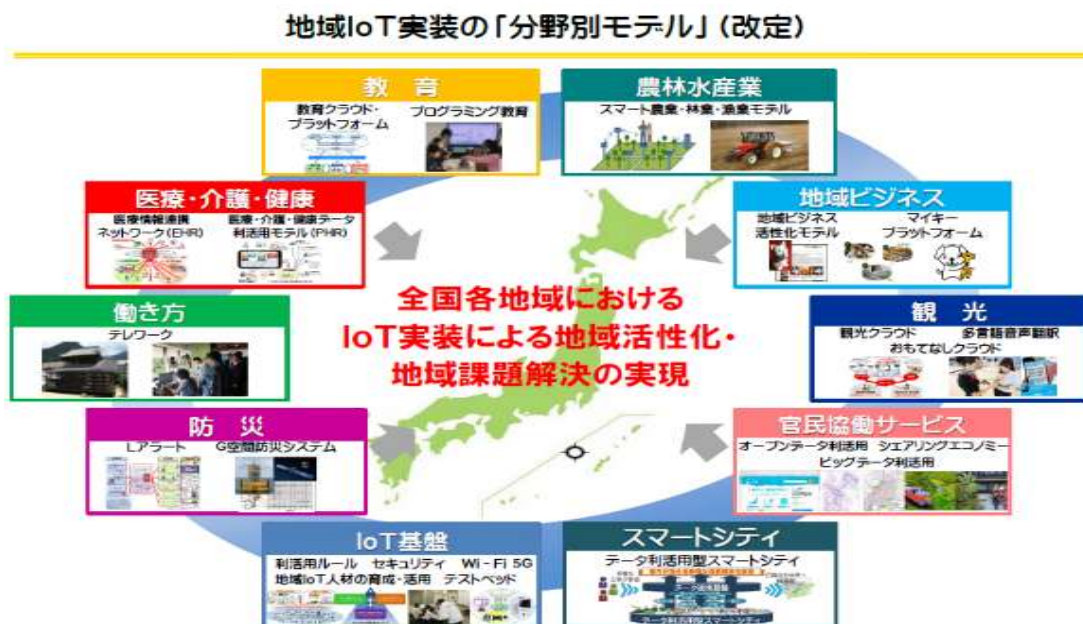 地域IoT実装の「分野別モデル」(改定)
教 育
教育クラウド・
プラットフォーム
プログラミング教育
農林水産業
スマート農業・林業・漁業モデル
医療・介護・健康
医療情報連携
ネットワーク(EHR)
医療・介護・健康データ
利活用モデル(PHR)
地域ビジネス
地域ビジネス
活性化モデル
マイキー
プラットフォーム
働き方
テレワーク
全国各地域における
IoT実装による地域活性化・
地域課題解決の実現
観 光
観光クラウド 多言語音声翻訳
おもてなしクラウド
防 災
Lアラート G空間防災システム
官民協働サービス
オープンデータ利活用 シェアリングエコノミー
ビッグデータ利活用
IoT基盤
利活用ルール セキュリティ Wi-Fi 5G
地域IoT人材の育成・活用 テストベッド
スマートシティ
データ利活用型スマートシティ
データ利活用型スマートシティ